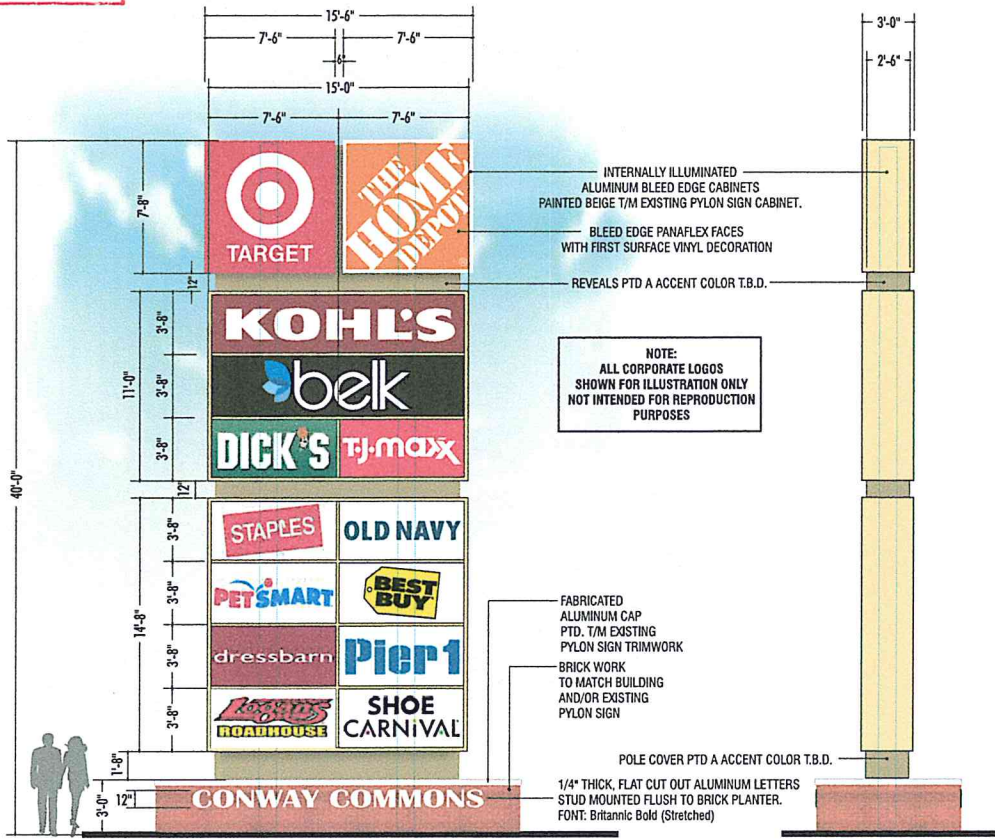 15'-6"
7'-6" 7'-6"
6"
15'-0"
7'-6" 7'-6"
3'-0"
2'-6"
40'-0"
7'-8"
TARGET
THE
HOME
DEPOT
INTERNALLY ILLUMINATED
ALUMINUM BLEED EDGE CABINETS
PAINTED BEIGE T/M EXISTING PYLON SIGN CABINET.
BLEED EDGE PANAFLEX FACES
WITH FIRST SURFACE VINYL DECORATION
12"
REVEALS PTD A ACCENT COLOR T.B.D.
11'-0"
3'-8"
KOHL'S
3'-8"
belk
3'-8"
DICK'S T·J·maxx
NOTE:
ALL CORPORATE LOGOS
SHOWN FOR ILLUSTRATION ONLY
NOT INTENDED FOR REPRODUCTION
PURPOSES
12"
14'-8"
3'-8"
STAPLES OLD NAVY
3'-8"
PETSMART BEST
BUY
3'-8"
dressbarn Pier 1
3'-8"
Logan's
ROADHOUSE
SHOE
CARNIVAL
FABRICATED
ALUMINUM CAP
PTD. T/M EXISTING
PYLON SIGN TRIMWORK
BRICK WORK
TO MATCH BUILDING
AND/OR EXISTING
PYLON SIGN
1'-8"
POLE COVER PTD A ACCENT COLOR T.B.D.
3'-0"
12"
CONWAY COMMONS
1/4" THICK, FLAT CUT OUT ALUMINUM LETTERS
STUD MOUNTED FLUSH TO BRICK PLANTER.
FONT: Britannic Bold (Stretched)